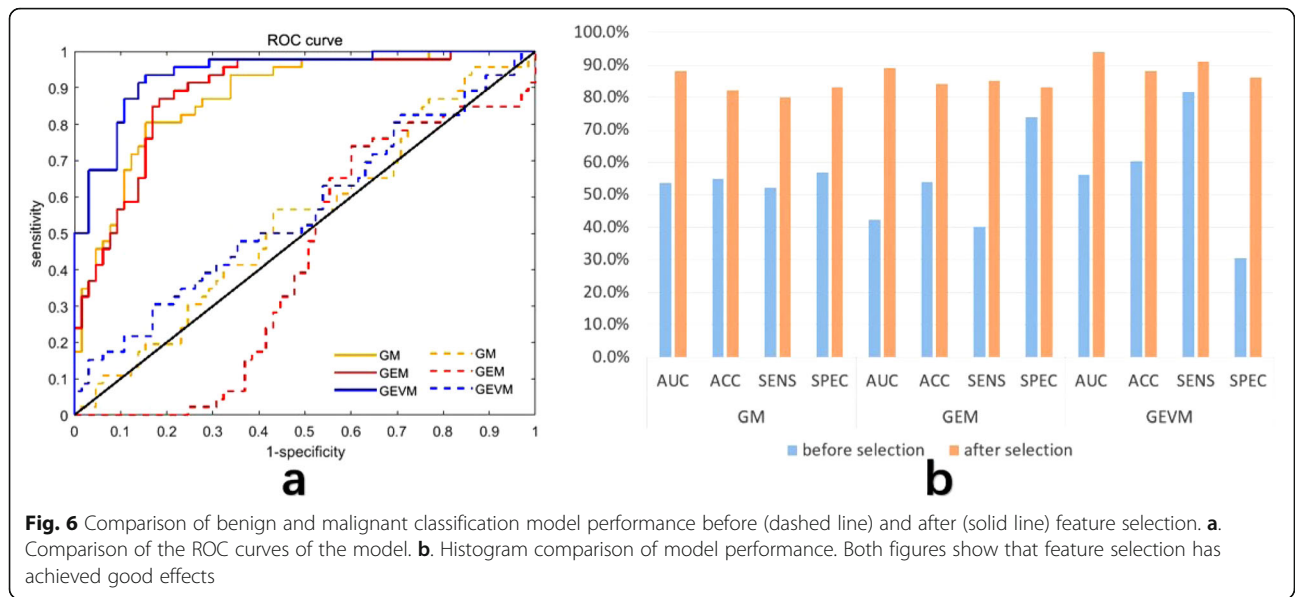 ROC curve
1
0.9
0.8
0.7
0.6
0.5
0.4
0.3
0.2
0.1
0
sensitivity
GM GM
GEM GEM
GEVM GEVM
0 0.1 0.2 0.3 0.4 0.5 0.6 0.7 0.8 0.9 1
1-specificity
a
100.0%
90.0%
80.0%
70.0%
60.0%
50.0%
40.0%
30.0%
20.0%
10.0%
0.0%
AUC ACC SENS SPEC AUC ACC SENS SPEC AUC ACC SENS SPEC
GM GEM GEVM
before selection after selection
b
Fig. 6 Comparison of benign and malignant classification model performance before (dashed line) and after (solid line) feature selection. a.
Comparison of the ROC curves of the model. b. Histogram comparison of model performance. Both figures show that feature selection has
achieved good effects